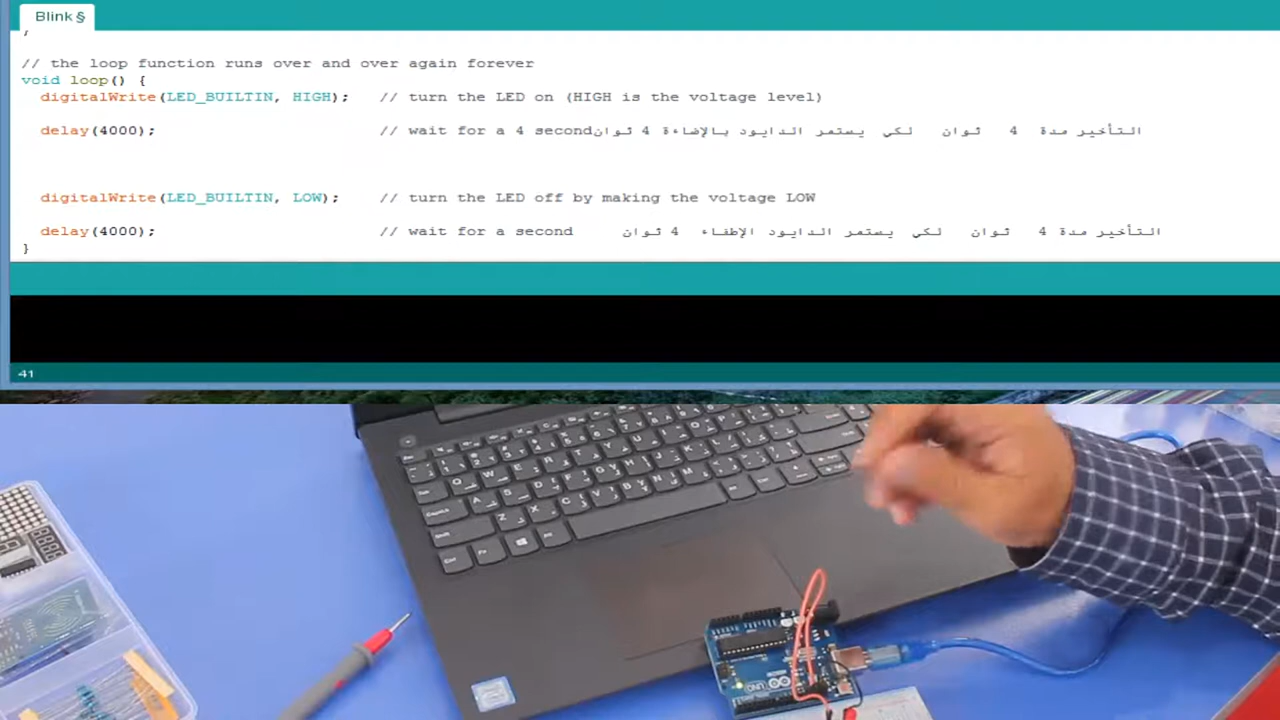 Blink §
}
// the loop function runs over and over again forever
void loop() {
digitalWrite(LED_BUILTIN, HIGH); // turn the LED on (HIGH is the voltage level)
delay(4000); // wait for a 4 second التأخير مدة 4 ثوان لكي يستمر الدايود بالإضاءة 4 ثوان
digitalWrite(LED_BUILTIN, LOW); // turn the LED off by making the voltage LOW
delay(4000); // wait for a second التأخير مدة 4 ثوان لكي يستمر الدايود الإطفاء 4 ثوان
}
41
UNO